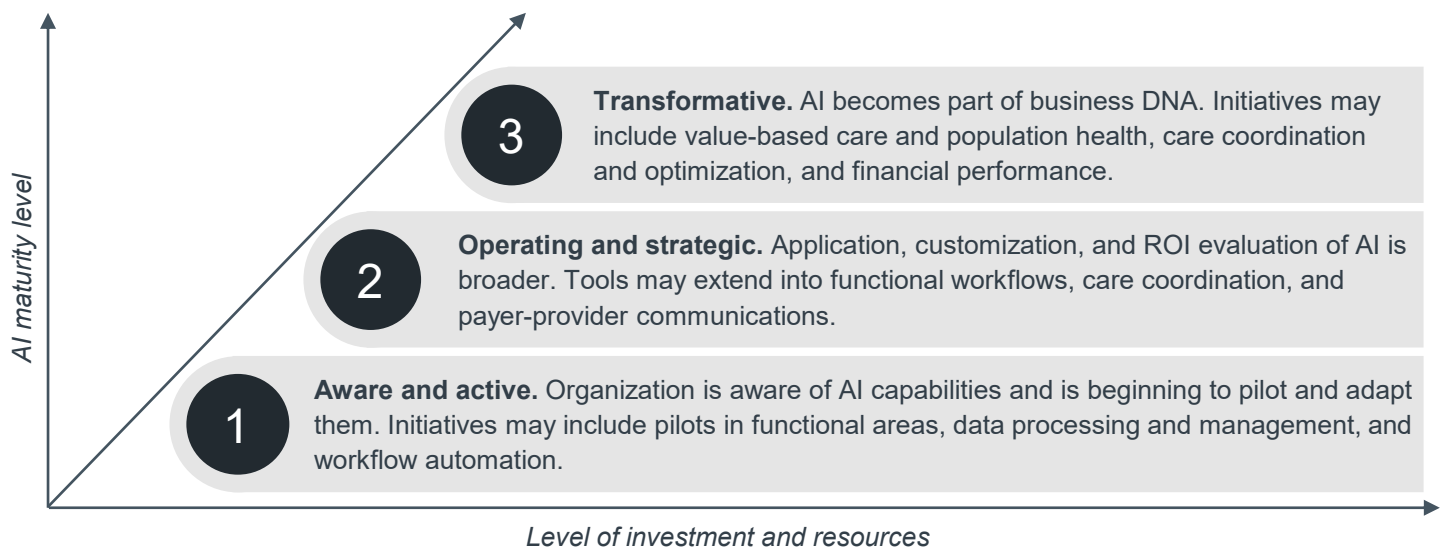 3
Transformative. AI becomes part of business DNA. Initiatives may
include value-based care and population health, care coordination
and optimization, and financial performance.
2
Operating and strategic. Application, customization, and ROI evaluation of AI is
broader. Tools may extend into functional workflows, care coordination, and
payer-provider communications.
1
Aware and active. Organization is aware of AI capabilities and is beginning to pilot and adapt
them. Initiatives may include pilots in functional areas, data processing and management, and
workflow automation.
AI maturity level
Level of investment and resources